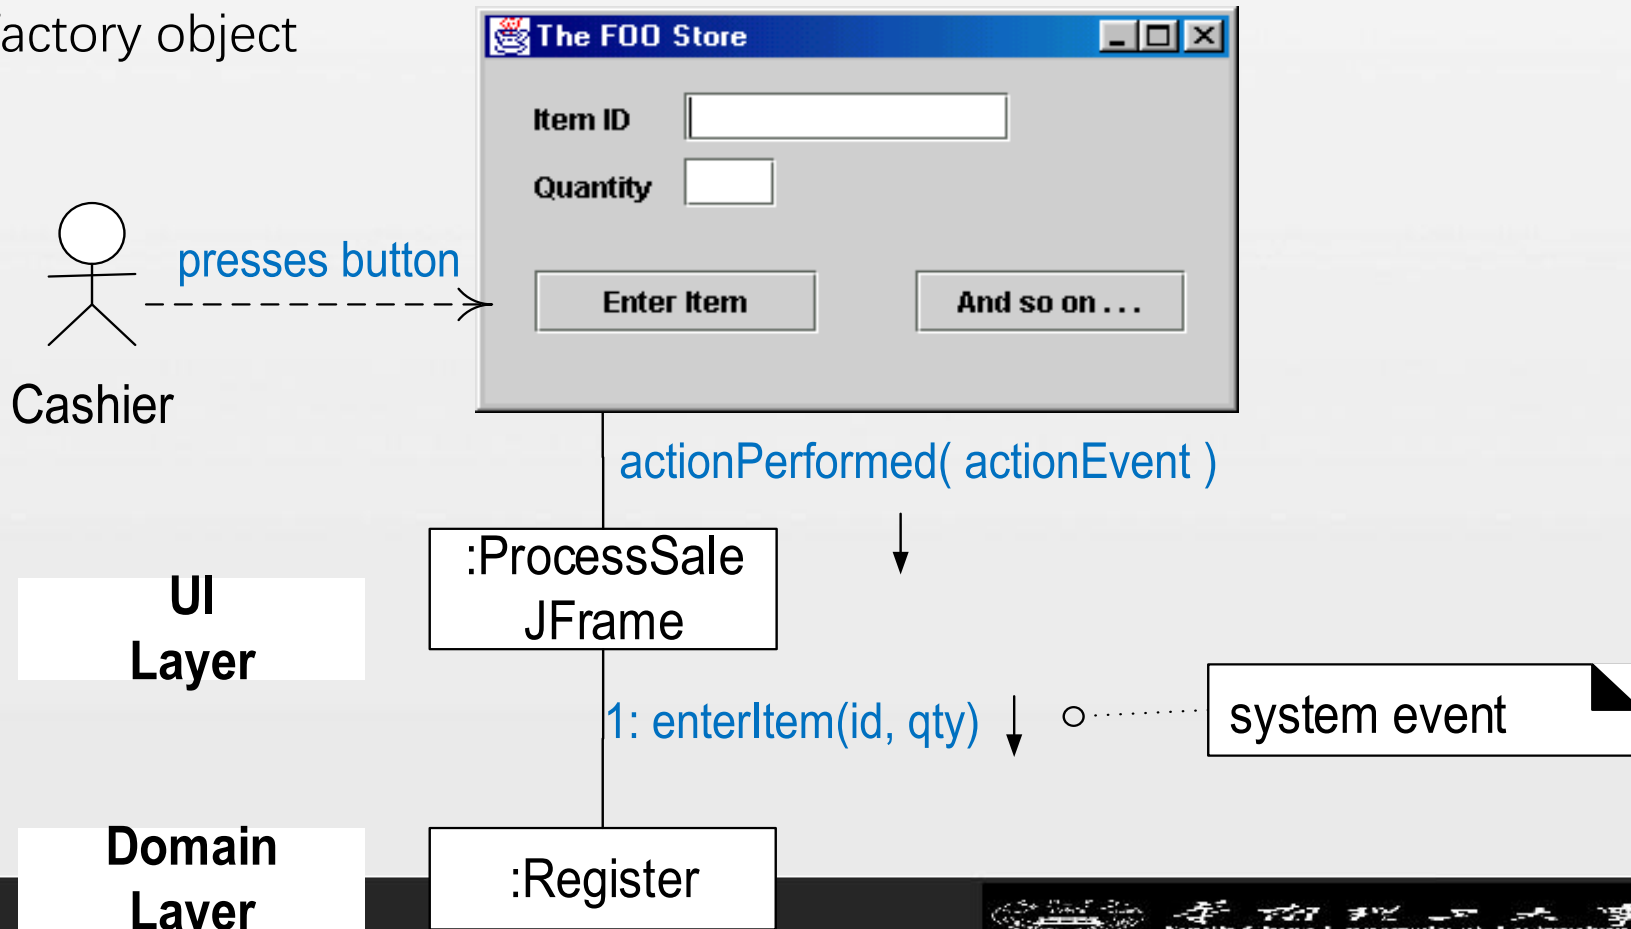 actory object
The FOO Store
Item ID
Quantity
presses button
Enter Item
And so on . . .
Cashier
actionPerformed( actionEvent )
:ProcessSale
JFrame
UI
Layer
1: enterItem(id, qty)
system event
Domain
Layer
:Register